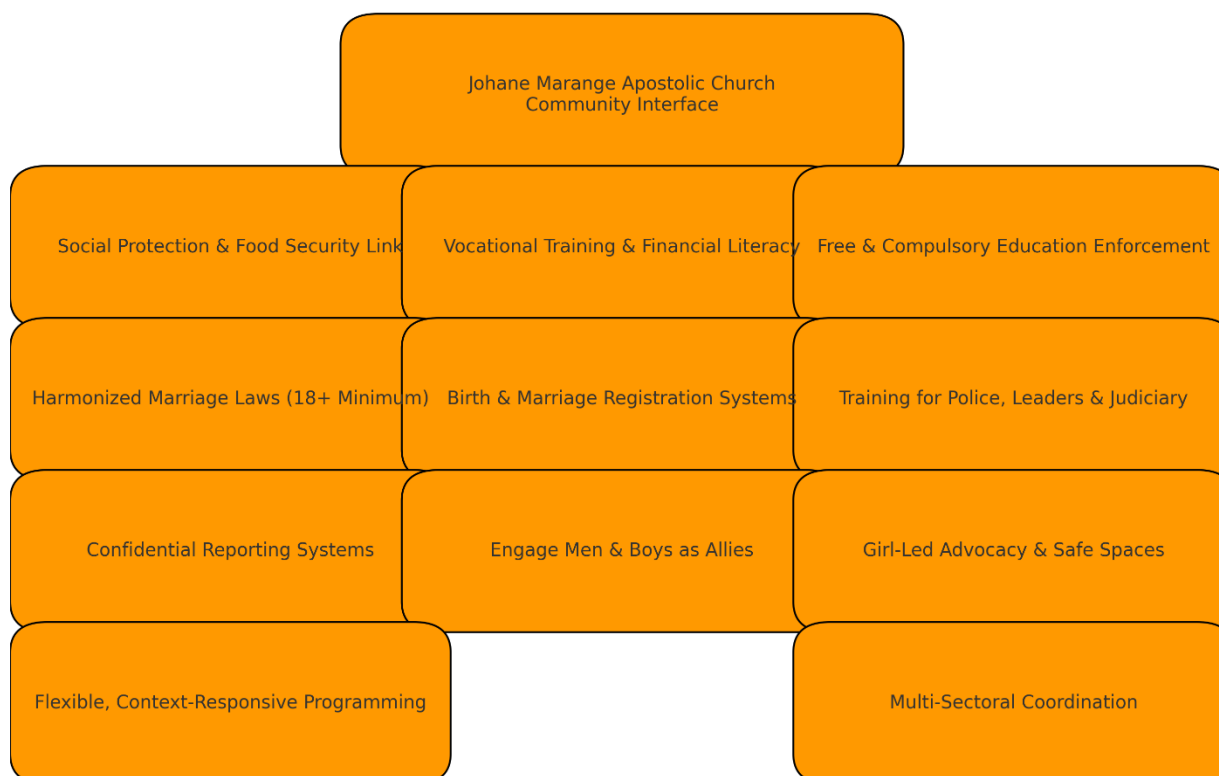 Johane Marange Apostolic Church
Community Interface
Social Protection & Food Security Link
Vocational Training & Financial Literacy
Free & Compulsory Education Enforcement
Harmonized Marriage Laws (18+ Minimum)
Birth & Marriage Registration Systems
Training for Police, Leaders & Judiciary
Confidential Reporting Systems
Engage Men & Boys as Allies
Girl-Led Advocacy & Safe Spaces
Flexible, Context-Responsive Programming
Multi-Sectoral Coordination